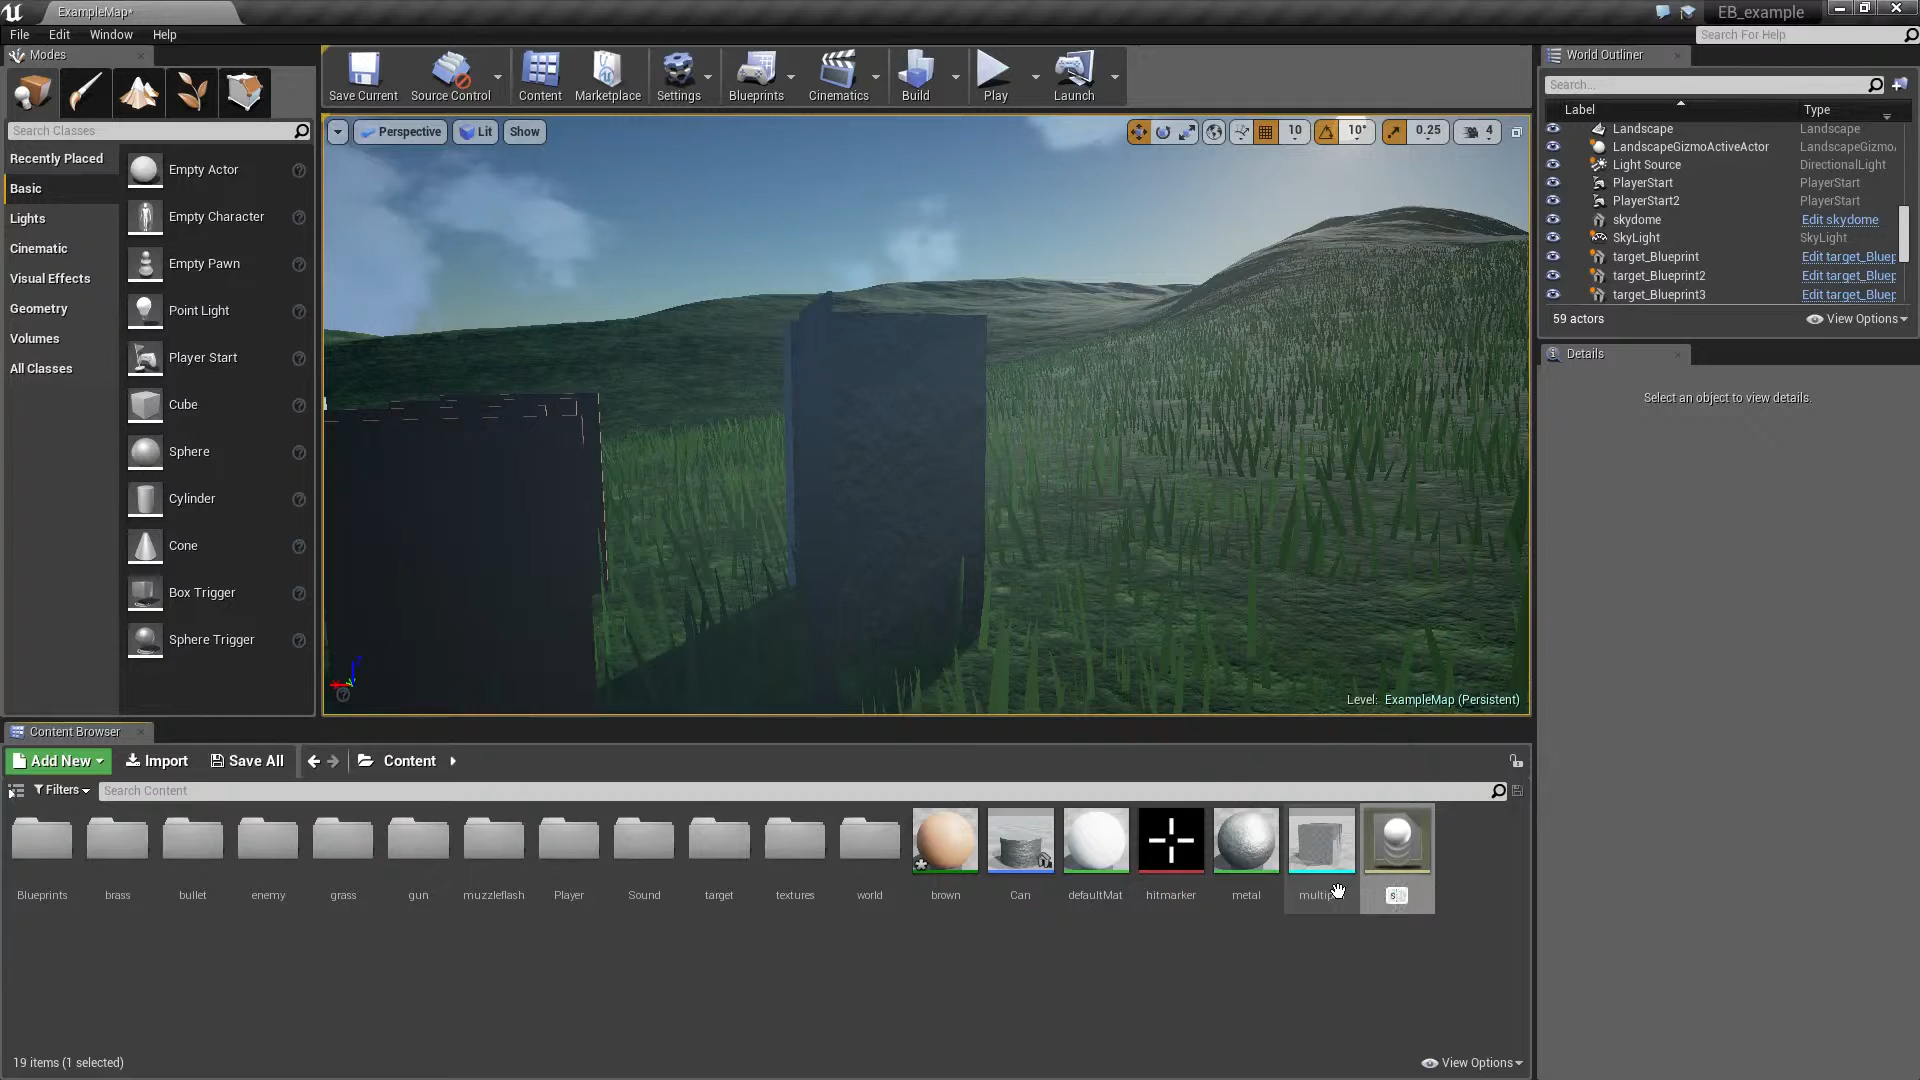 ExampleMap*
EB_example
File Edit Window Help
Search For Help
Modes
Save Current
Source Control
Content
Marketplace
Settings
Blueprints
Cinematics
Build
Play
Launch
World Outliner
Search...
Label
Type
Search Classes
Recently Placed
Basic
Lights
Cinematic
Visual Effects
Geometry
Volumes
All Classes
Empty Actor
Empty Character
Empty Pawn
Point Light
Player Start
Cube
Sphere
Cylinder
Cone
Box Trigger
Sphere Trigger
Perspective
Lit
Show
10
10°
0.25
4
Landscape Landscape
LandscapeGizmoActiveActor LandscapeGizmo
Light Source DirectionalLight
PlayerStart PlayerStart
PlayerStart2 PlayerStart
skydome Edit skydome
SkyLight SkyLight
target_Blueprint Edit target_Bluep
target_Blueprint2 Edit target_Bluep
target_Blueprint3 Edit target_Bluep
59 actors
View Options
Details
Select an object to view details.
Level: ExampleMap (Persistent)
Content Browser
Add New
Import
Save All
Content
Filters
Search Content
Blueprints
brass
bullet
enemy
grass
gun
muzzleflash
Player
Sound
target
textures
world
brown
Can
defaultMat
hitmarker
metal
19 items (1 selected)
View Options